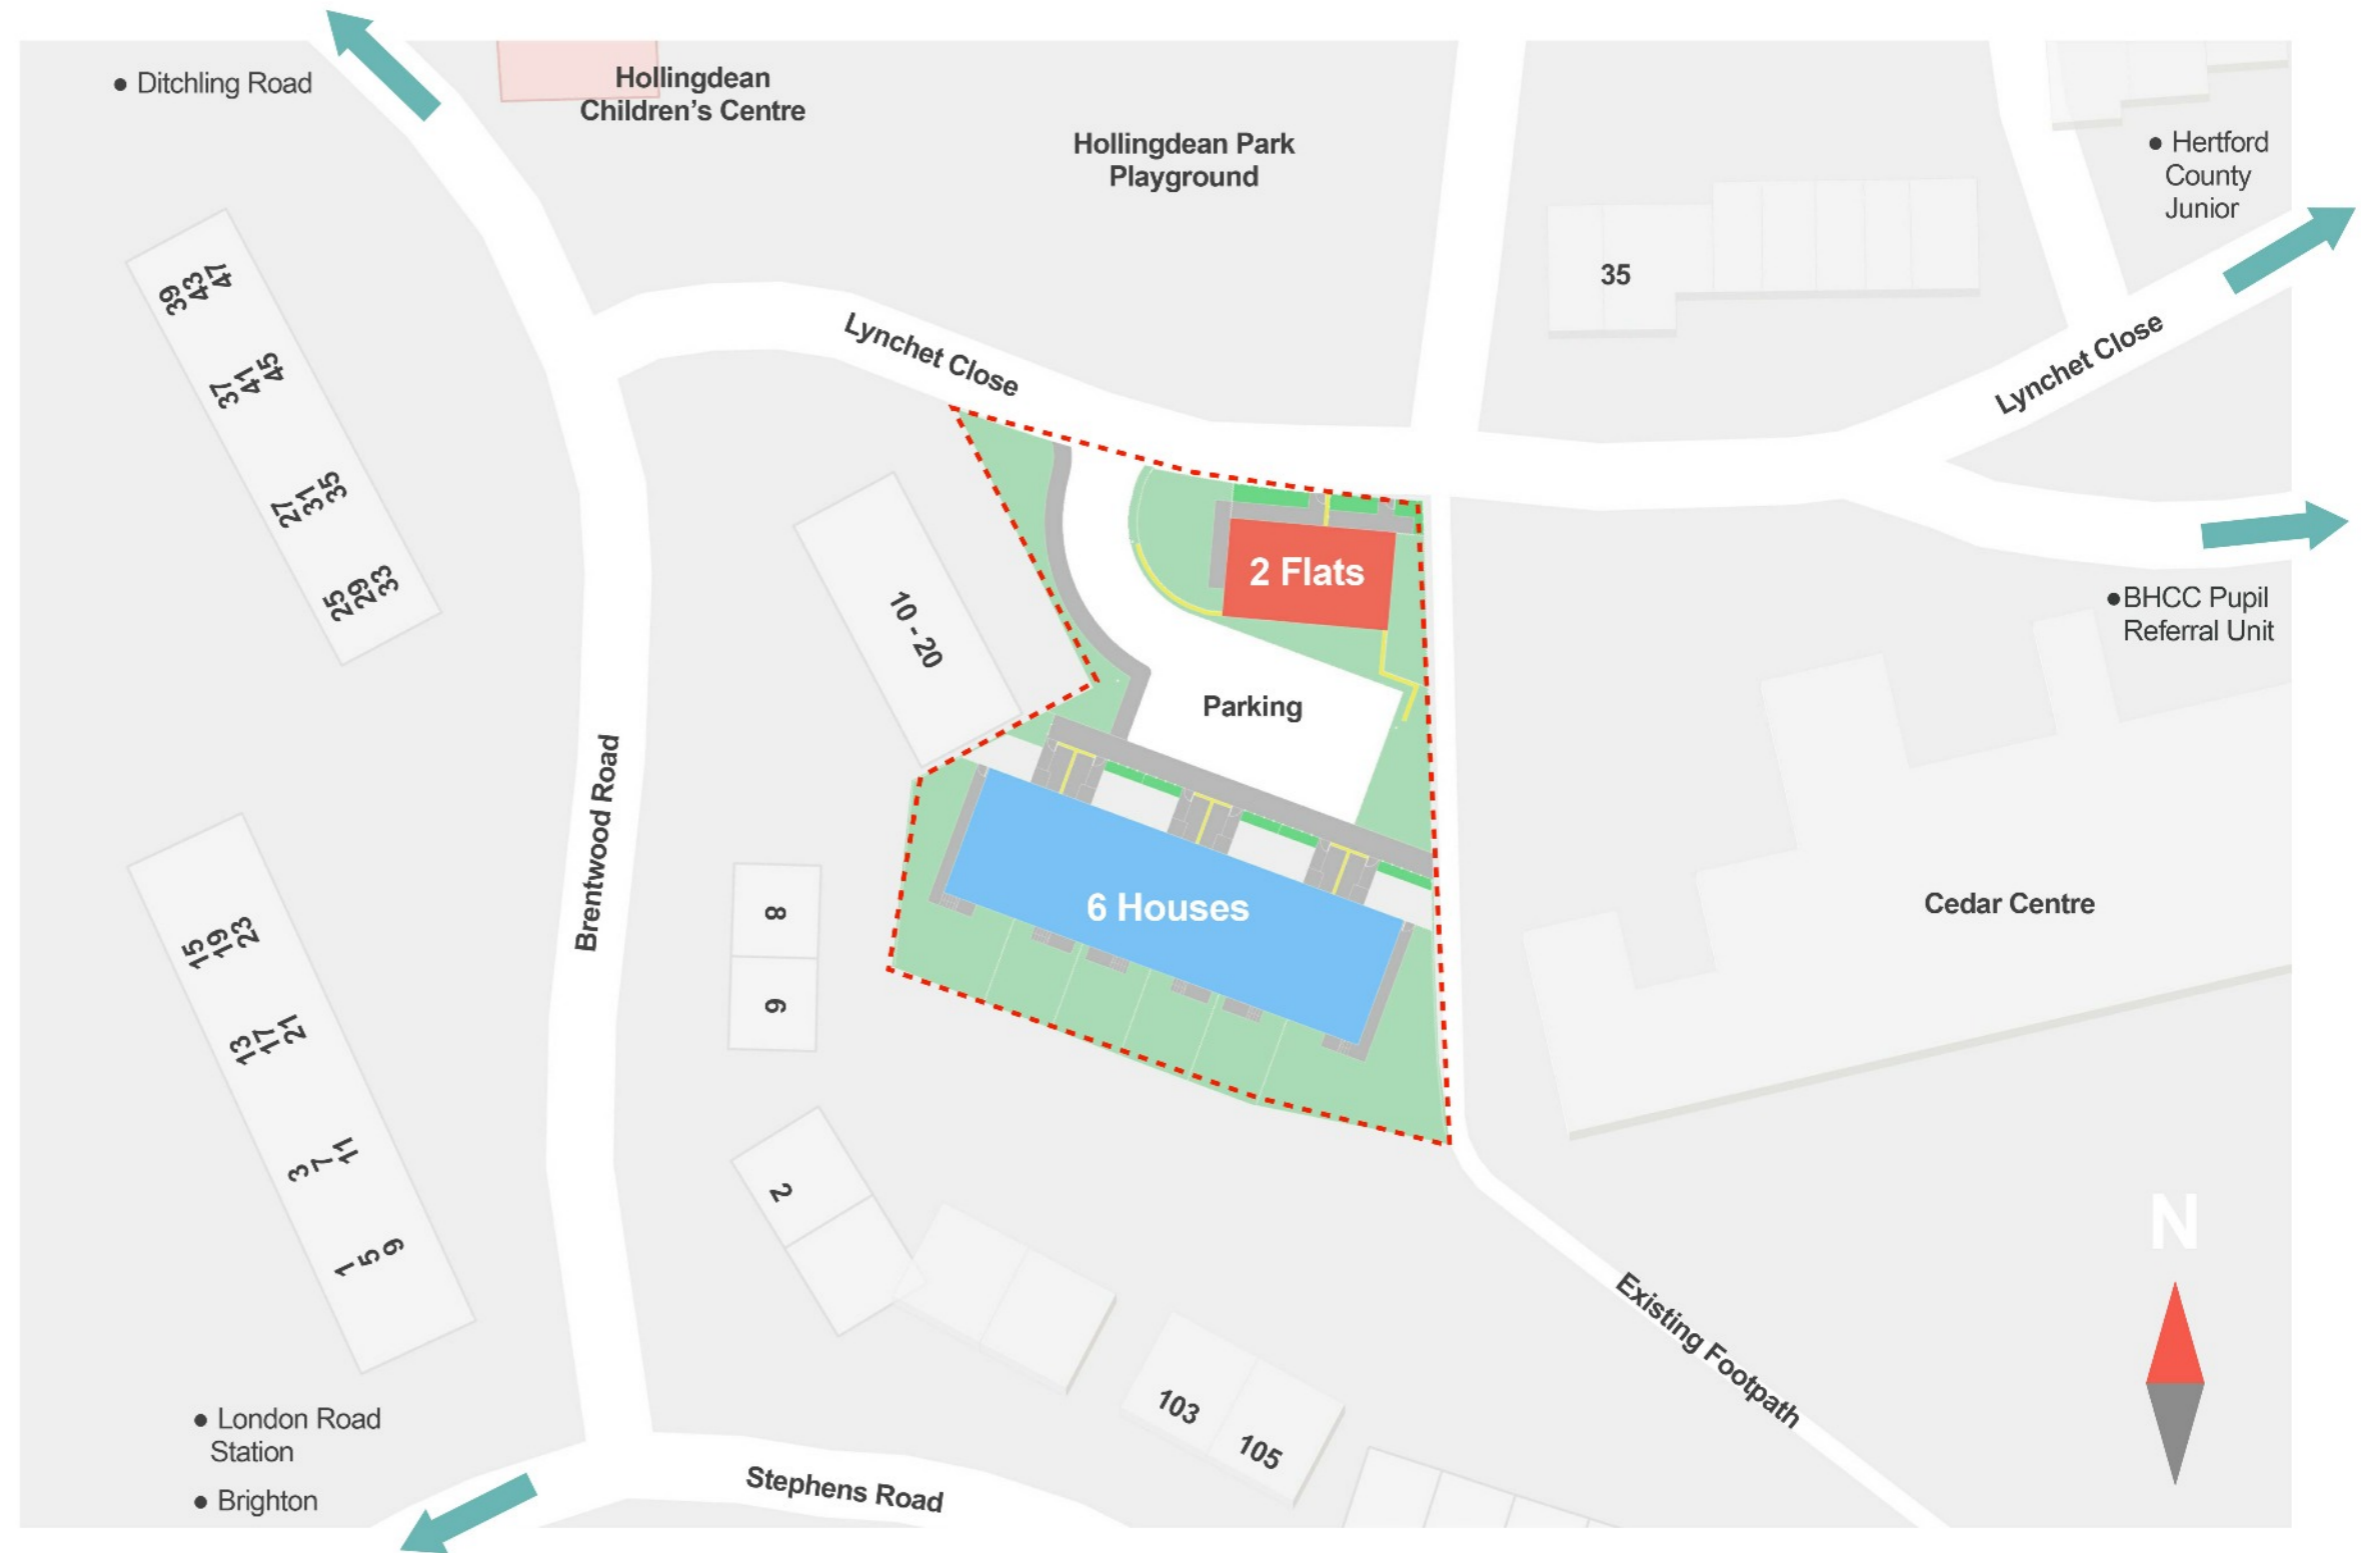 ● Ditchling Road
Hollingdean
Children's Centre
Hollingdean Park
Playground
● Hertford
County
Junior
35
47
43
39
45
41
37
Lynchet Close
Lynchet Close
35
31
27
33
29
25
2 Flats
10 - 20
● BHCC Pupil
Referral Unit
Parking
Brentwood Road
8
6
6 Houses
Cedar Centre
23
19
15
21
17
13
11
7
3
2
9
5
1
N
Existing Footpath
103
105
● London Road
Station
● Brighton
Stephens Road